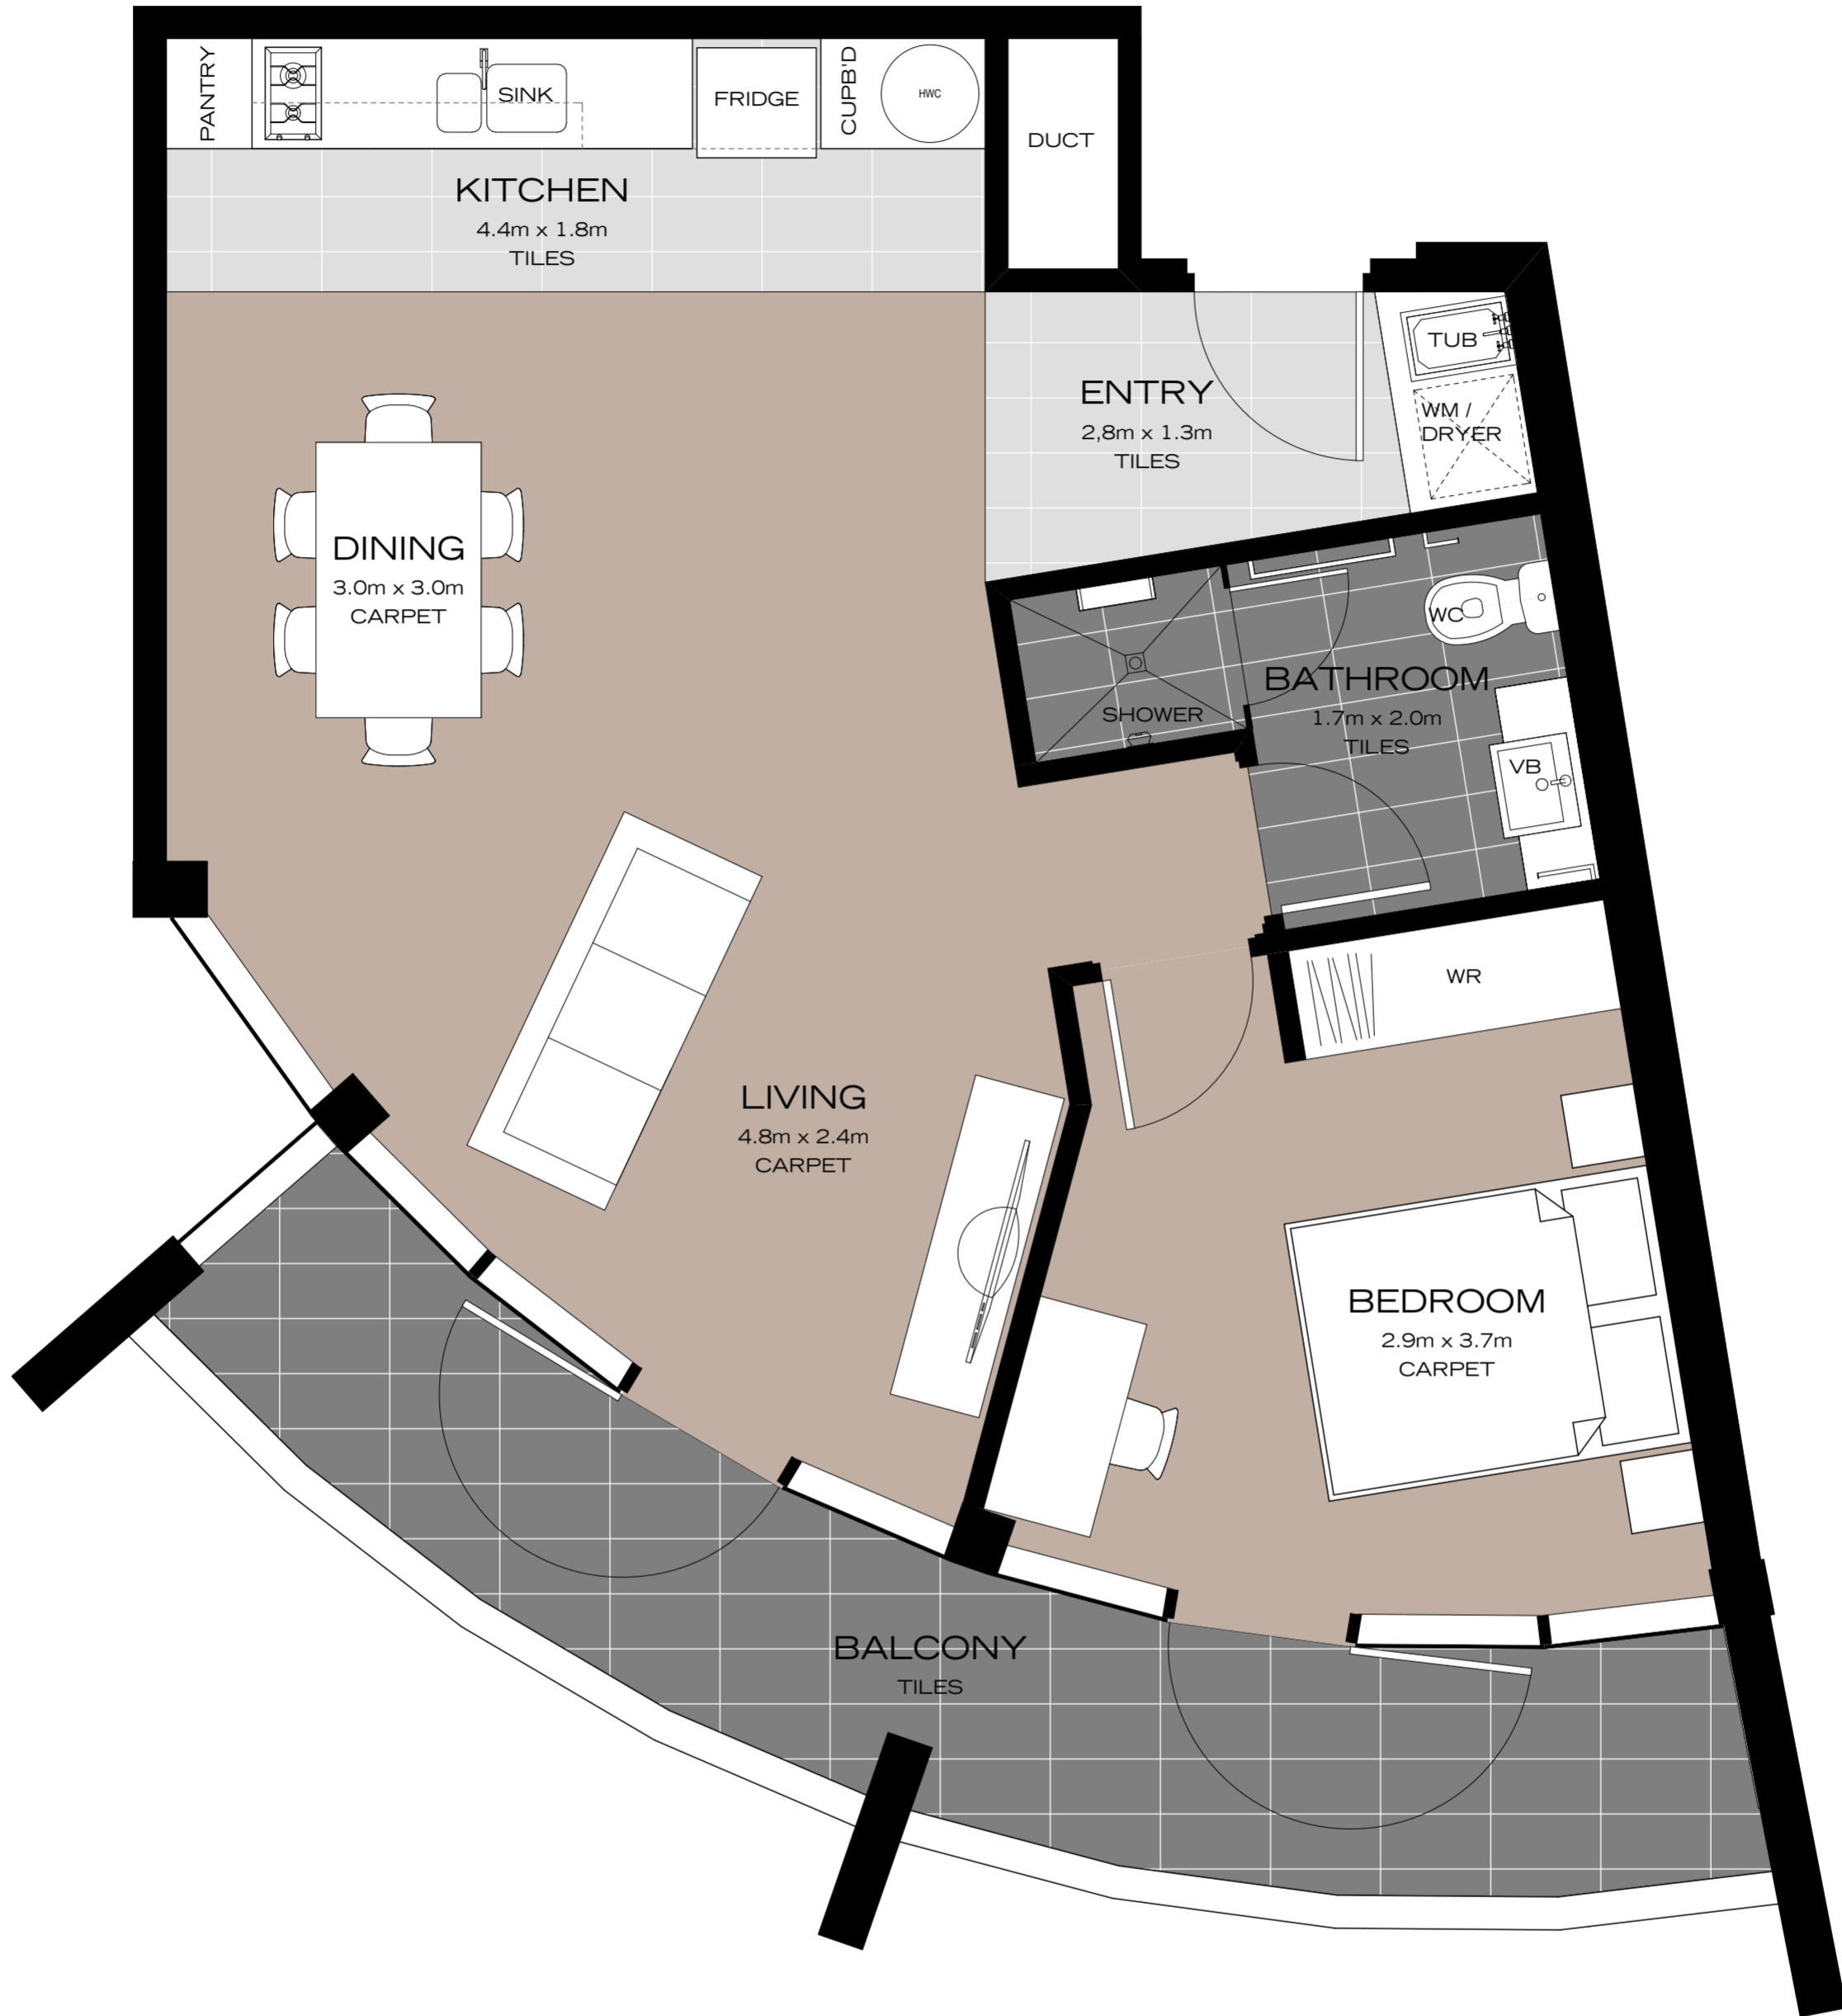 PANTRY
SINK
FRIDGE
CUPB'D
HWC
DUCT
KITCHEN
4.4m x 1.8m
TILES
TUB
WM /
DRYER
ENTRY
2,8m x 1.3m
TILES
DINING
3.0m x 3.0m
CARPET
WC
BATHROOM
1.7m x 2.0m
TILES
SHOWER
VB
WR
LIVING
4.8m x 2.4m
CARPET
BEDROOM
2.9m x 3.7m
CARPET
BALCONY
TILES